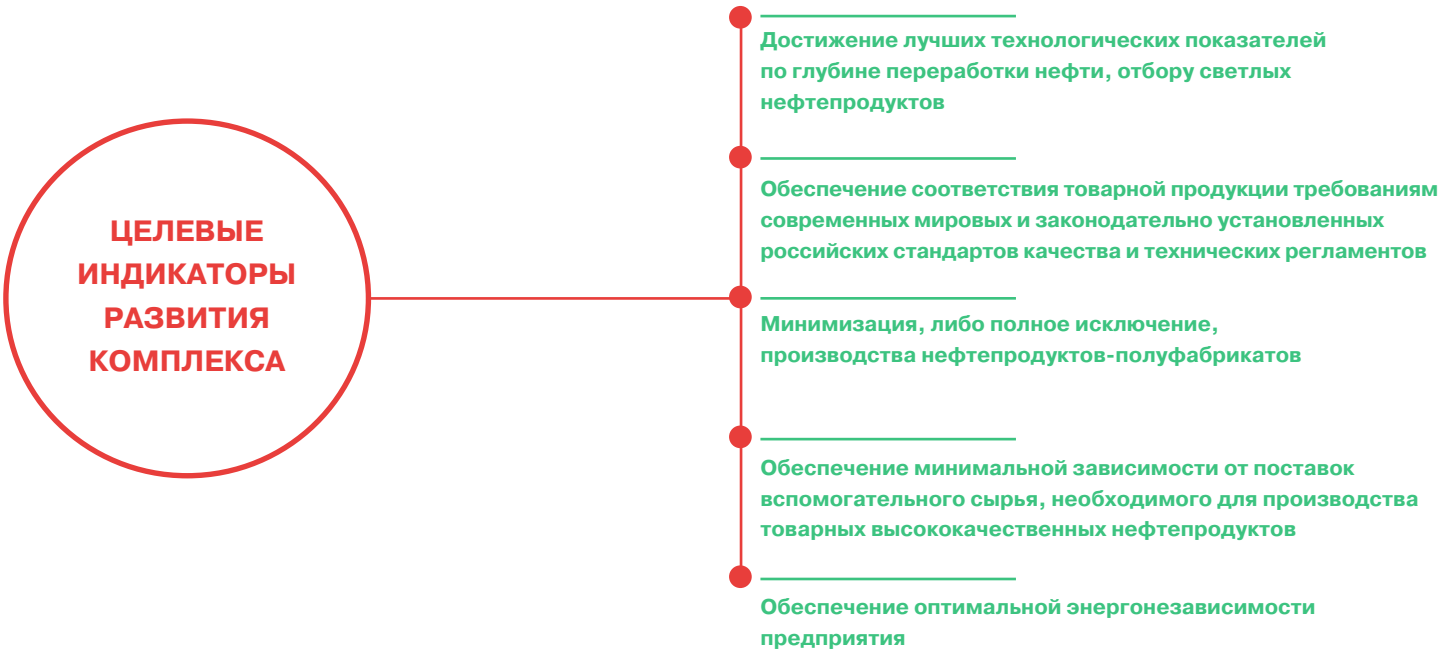 ЦЕЛЕВЫЕ
ИНДИКАТОРЫ
РАЗВИТИЯ
КОМПЛЕКСА
Достижение лучших технологических показателей
по глубине переработки нефти, отбору светлых
нефтепродуктов
Обеспечение соответствия товарной продукции требованиям
современных мировых и законодательно установленных
российских стандартов качества и технических регламентов
Минимизация, либо полное исключение,
производства нефтепродуктов-полуфабрикатов
Обеспечение минимальной зависимости от поставок
вспомогательного сырья, необходимого для производства
товарных высококачественных нефтепродуктов
Обеспечение оптимальной энергонезависимости
предприятия